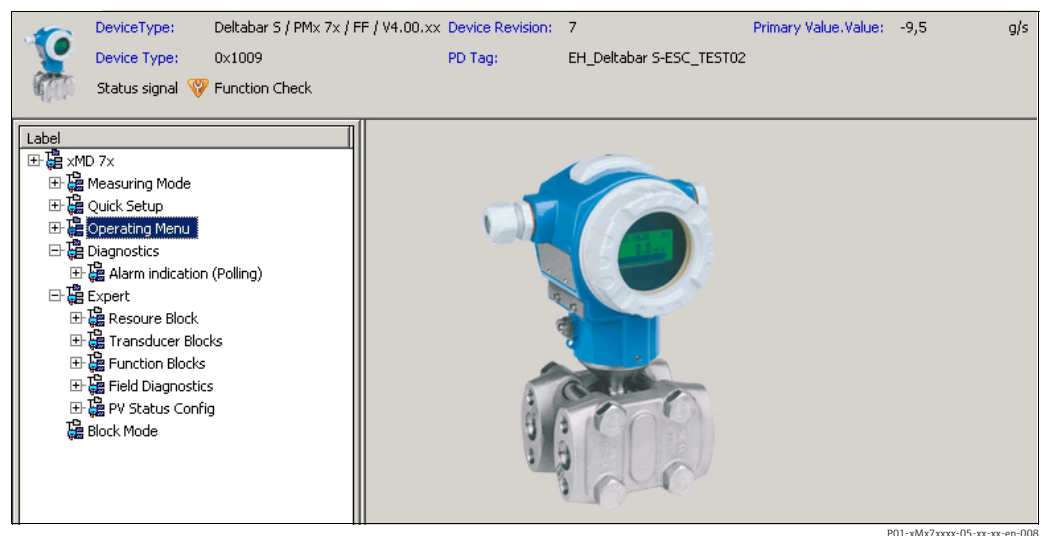 DeviceType: Deltabar S / PMx 7x / FF / V4.00.xx Device Revision: 7 Primary Value.Value: -9,5 g/s
Device Type: 0x1009 PD Tag: EH_Deltabar S-ESC_TEST02
Status signal Function Check
Label
xMD 7x
Measuring Mode
Quick Setup
Operating Menu
Diagnostics
Alarm indication (Polling)
Expert
Resoure Block
Transducer Blocks
Function Blocks
Field Diagnostics
PV Status Config
Block Mode
P01-xMx7xxxx-05-xx-xx-en-008